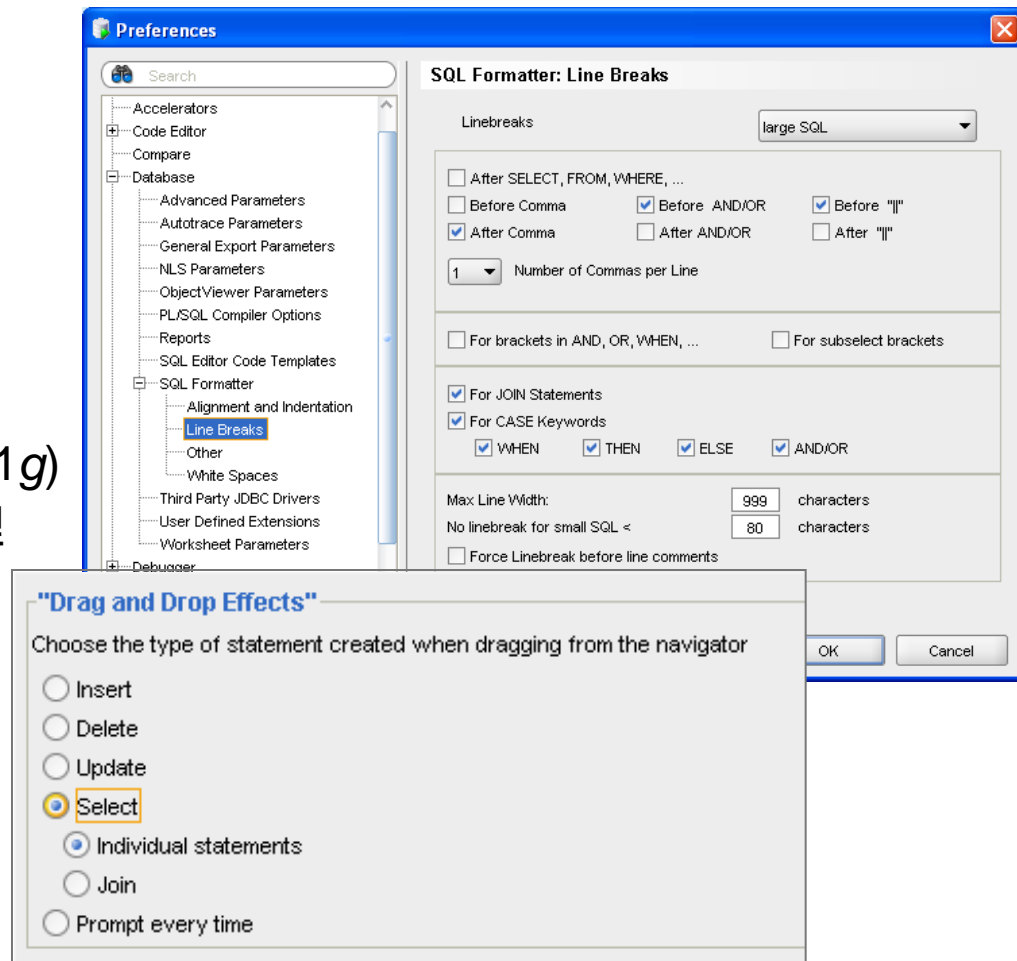 Preferences
Search
Accelerators
Code Editor
Compare
Database
Advanced Parameters
Autotrace Parameters
General Export Parameters
NLS Parameters
ObjectViewer Parameters
PL/SQL Compiler Options
Reports
SQL Editor Code Templates
SQL Formatter
Alignment and Indentation
Line Breaks
Other
White Spaces
Third Party JDBC Drivers
User Defined Extensions
Worksheet Parameters
Debugger
SQL Formatter: Line Breaks
Linebreaks large SQL
After SELECT, FROM, WHERE, ...
Before Comma Before AND/OR Before "||"
After Comma After AND/OR After "||"
1 Number of Commas per Line
For brackets in AND, OR, WHEN, ... For subselect brackets
For JOIN Statements
For CASE Keywords
WHEN THEN ELSE AND/OR
Max Line Width: 999 characters
No linebreak for small SQL < 80 characters
Force Linebreak before line comments
OK Cancel
1g)
"Drag and Drop Effects"
Choose the type of statement created when dragging from the navigator
Insert
Delete
Update
Select
Individual statements
Join
Prompt every time